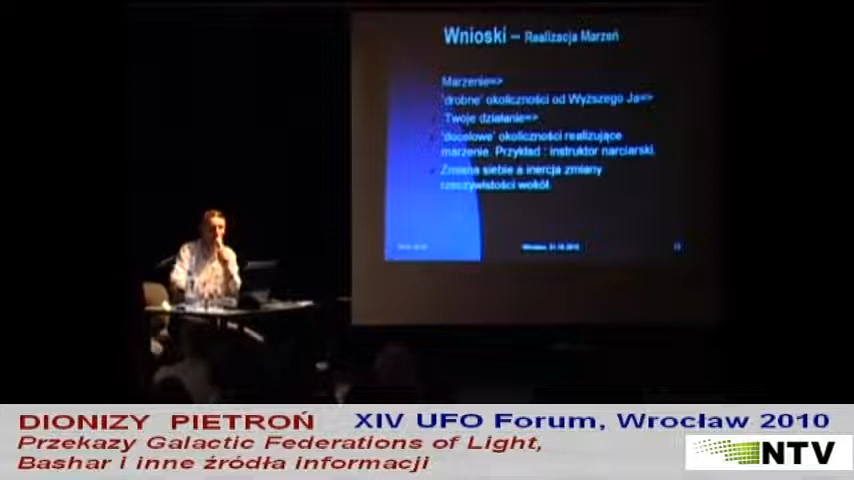 Wnioski – Realizacja Marzeń
Marzenie=>
'drobne' okoliczności od Wyższego Ja=>
Twoje działanie=>
'docelowe' okoliczności realizujące
marzenie. Przykład : instruktor narciarski.
Zmiana siebie a inercja zmiany
rzeczywistości wokół.
Wrocław, 31.10.2010
DIONIZY PIETROŃ
XIV UFO Forum, Wrocław 2010
Przekazy Galactic Federations of Light,
Bashar i inne źródła informacji
NTV